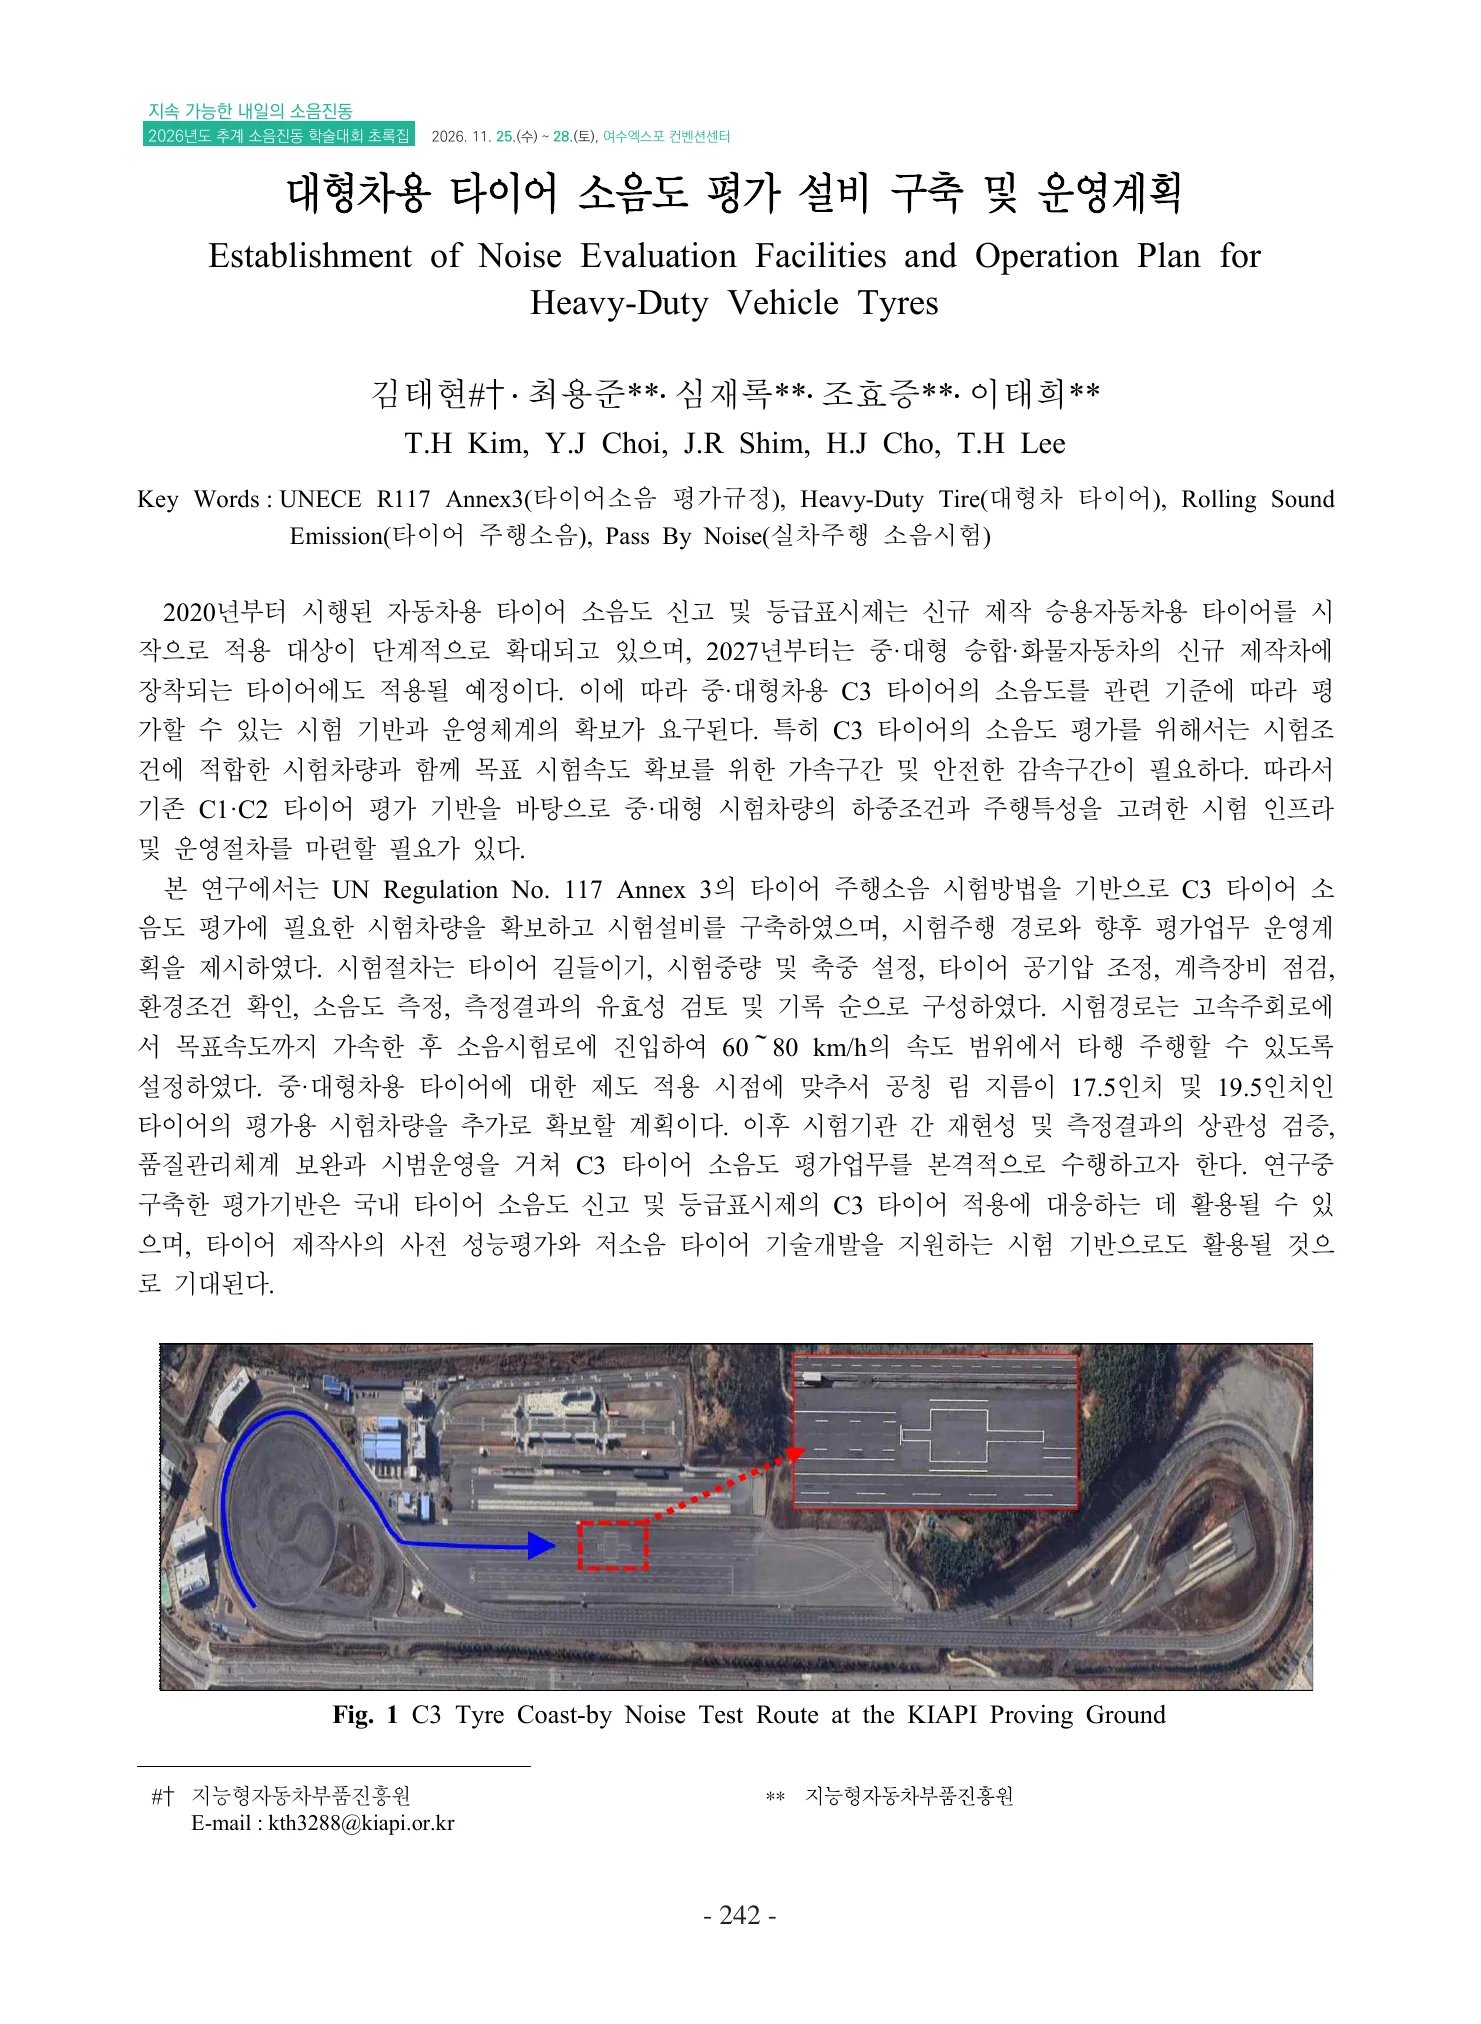 지속 가능한 내일의 소음진동
2026년도 추계 소음진동 학술대회 초록집 2026. 11. 25.(수) ~ 28.(토), 여수엑스포 컨벤션센터
대형차용 타이어 소음도 평가 설비 구축 및 운영계획
Establishment of Noise Evaluation Facilities and Operation Plan for
Heavy-Duty Vehicle Tyres
김태현#† · 최용준**· 심재록**· 조효증**· 이태희**
T.H Kim, Y.J Choi, J.R Shim, H.J Cho, T.H Lee
Key Words : UNECE R117 Annex3(타이어소음 평가규정), Heavy-Duty Tire(대형차 타이어), Rolling Sound
Emission(타이어 주행소음), Pass By Noise(실차주행 소음시험)
2020년부터 시행된 자동차용 타이어 소음도 신고 및 등급표시제는 신규 제작 승용자동차용 타이어를 시
작으로 적용 대상이 단계적으로 확대되고 있으며, 2027년부터는 중·대형 승합·화물자동차의 신규 제작차에
장착되는 타이어에도 적용될 예정이다. 이에 따라 중·대형차용 C3 타이어의 소음도를 관련 기준에 따라 평
가할 수 있는 시험 기반과 운영체계의 확보가 요구된다. 특히 C3 타이어의 소음도 평가를 위해서는 시험조
건에 적합한 시험차량과 함께 목표 시험속도 확보를 위한 가속구간 및 안전한 감속구간이 필요하다. 따라서
기존 C1·C2 타이어 평가 기반을 바탕으로 중·대형 시험차량의 하중조건과 주행특성을 고려한 시험 인프라
및 운영절차를 마련할 필요가 있다.
본 연구에서는 UN Regulation No. 117 Annex 3의 타이어 주행소음 시험방법을 기반으로 C3 타이어 소
음도 평가에 필요한 시험차량을 확보하고 시험설비를 구축하였으며, 시험주행 경로와 향후 평가업무 운영계
획을 제시하였다. 시험절차는 타이어 길들이기, 시험중량 및 축중 설정, 타이어 공기압 조정, 계측장비 점검,
환경조건 확인, 소음도 측정, 측정결과의 유효성 검토 및 기록 순으로 구성하였다. 시험경로는 고속주회로에
서 목표속도까지 가속한 후 소음시험로에 진입하여 60~80 km/h의 속도 범위에서 타행 주행할 수 있도록
설정하였다. 중·대형차용 타이어에 대한 제도 적용 시점에 맞추서 공칭 림 지름이 17.5인치 및 19.5인치인
타이어의 평가용 시험차량을 추가로 확보할 계획이다. 이후 시험기관 간 재현성 및 측정결과의 상관성 검증,
품질관리체계 보완과 시범운영을 거쳐 C3 타이어 소음도 평가업무를 본격적으로 수행하고자 한다. 연구중
구축한 평가기반은 국내 타이어 소음도 신고 및 등급표시제의 C3 타이어 적용에 대응하는 데 활용될 수 있
으며, 타이어 제작사의 사전 성능평가와 저소음 타이어 기술개발을 지원하는 시험 기반으로도 활용될 것으
로 기대된다.
Fig. 1 C3 Tyre Coast-by Noise Test Route at the KIAPI Proving Ground
#† 지능형자동차부품진흥원
E-mail : kth3288@kiapi.or.kr
** 지능형자동차부품진흥원
- 242 -